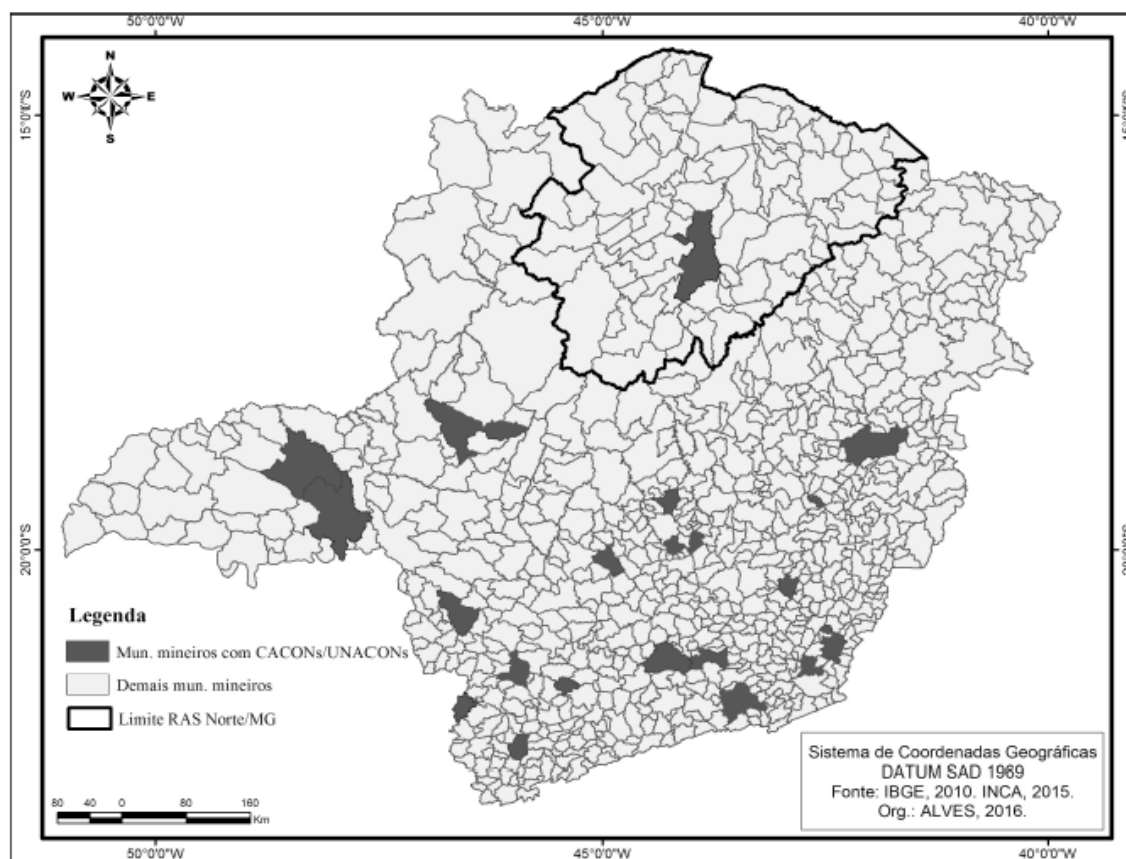 50°0'0"W 45°0'0"W 40°0'0"W
N
W E
S
15°0'0"S
20°0'0"S
Legenda
Mun. mineiros com CACONs/UNACONs
Demais mun. mineiros
Limite RAS Norte/MG
Sistema de Coordenadas Geográficas
DATUM SAD 1969
Fonte: IBGE, 2010. INCA, 2015.
Org.: ALVES, 2016.
80 40 0 80 160
Km
50°0'0"W 45°0'0"W 40°0'0"W